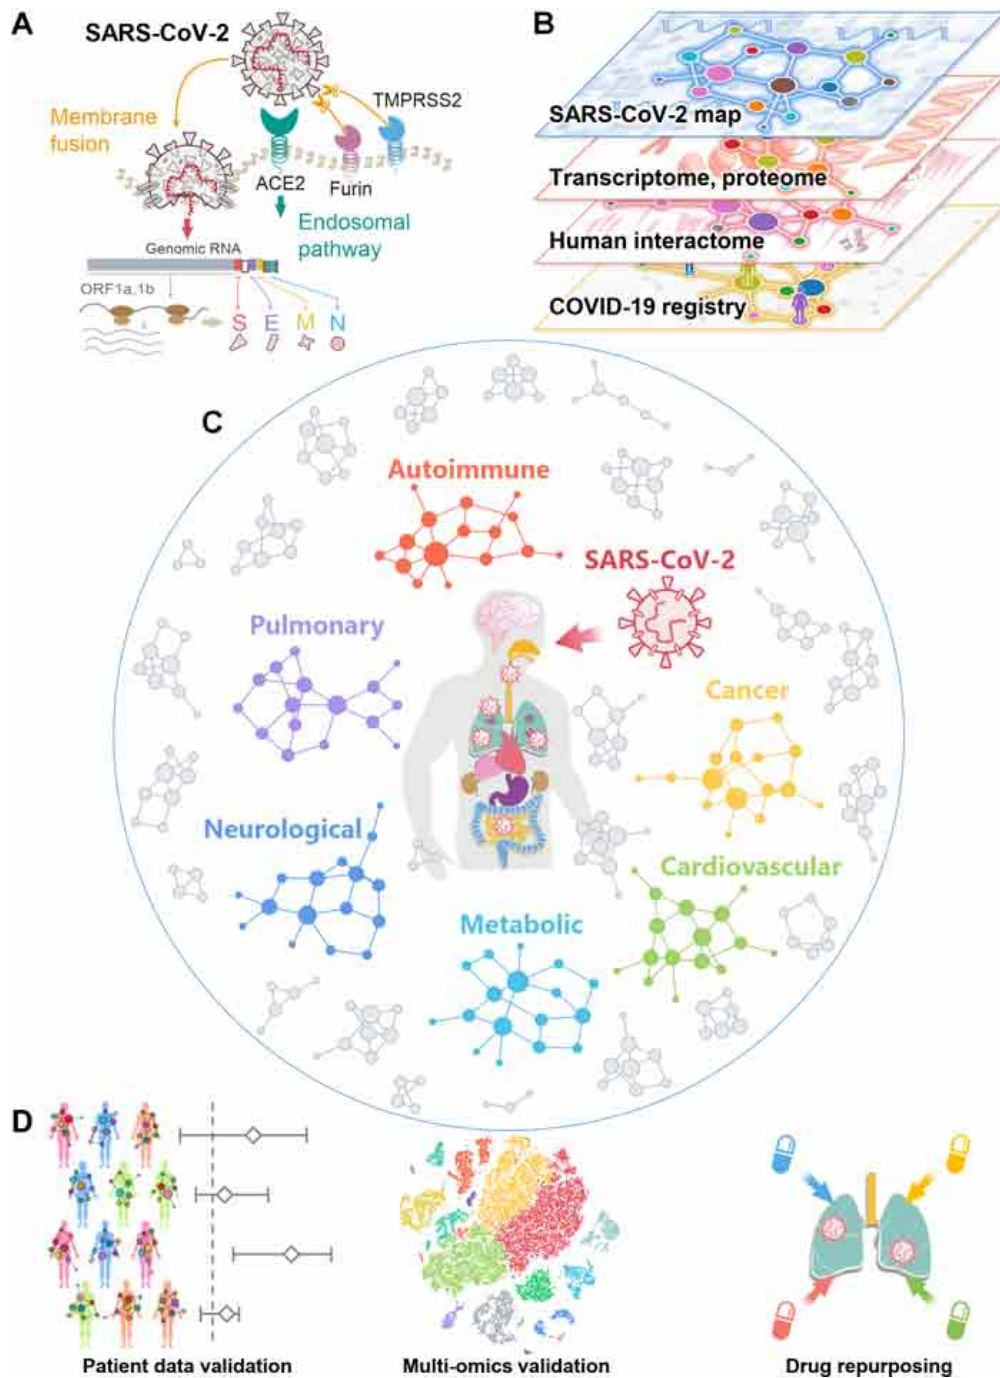 A
SARS-CoV-2
TMPRSS2
Membrane
fusion
ACE2
Furin
Endosomal
pathway
Genomic RNA
ORF1a,1b
S E M N
B
SARS-CoV-2 map
Transcriptome, proteome
Human interactome
COVID-19 registry
C
Autoimmune
SARS-CoV-2
Pulmonary
Cancer
Neurological
Cardiovascular
Metabolic
D
Patient data validation
Multi-omics validation
Drug repurposing